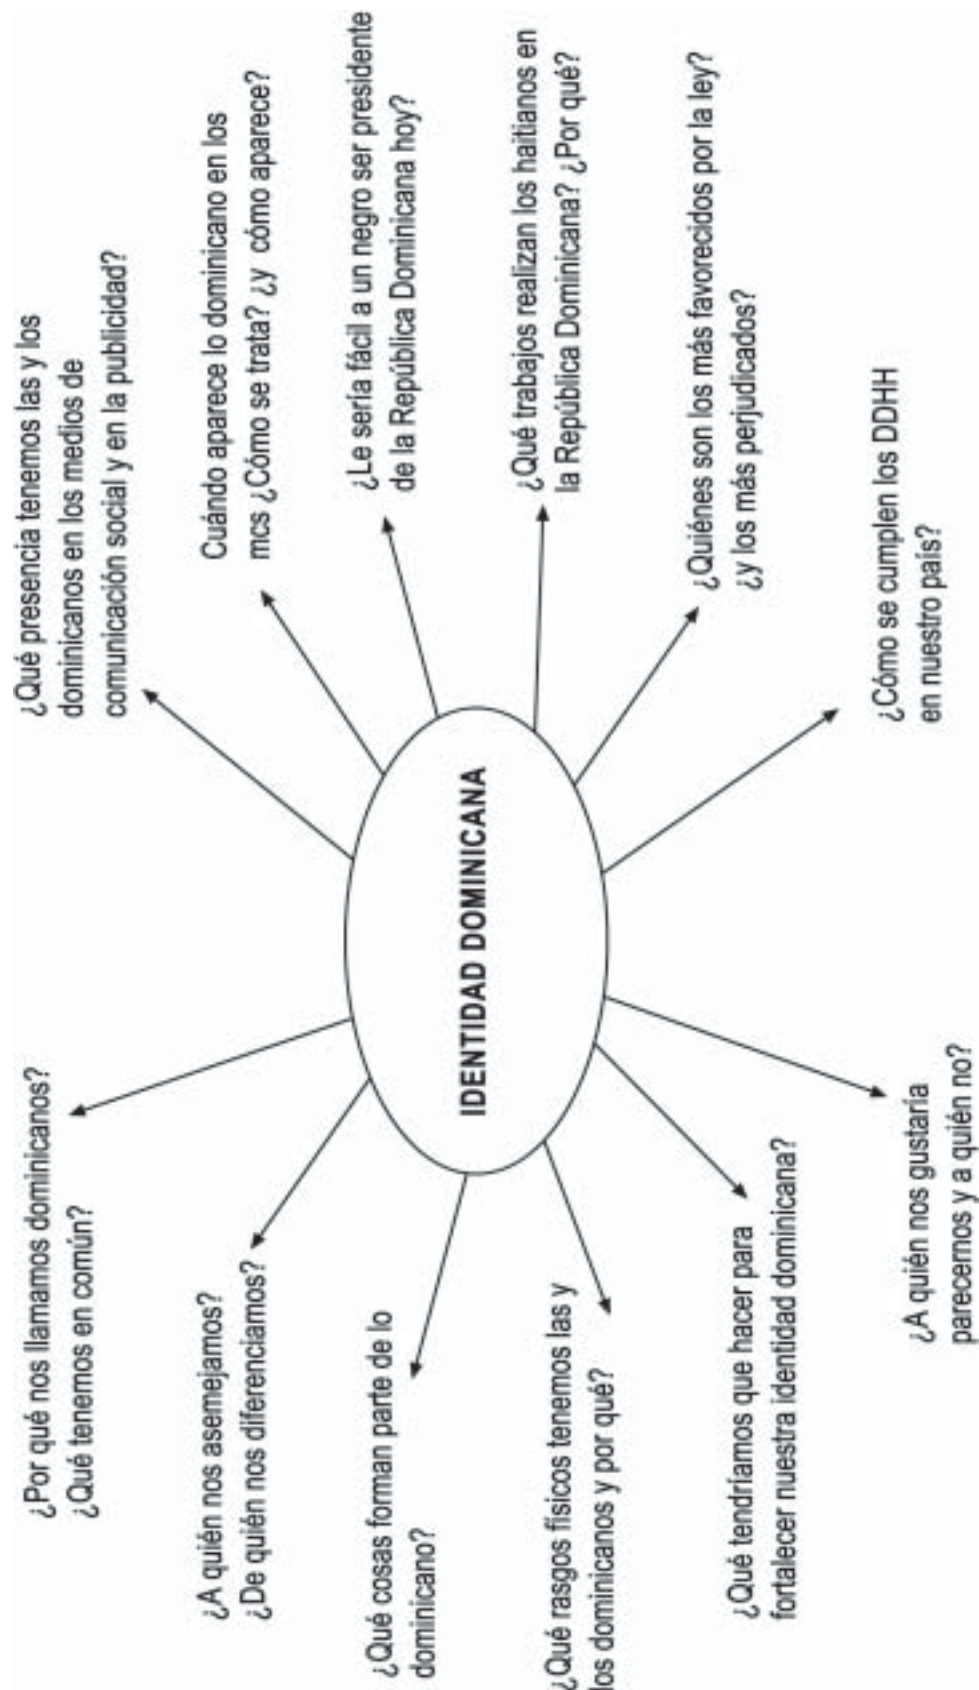 ¿Por qué nos llamamos dominicanos?
¿Qué tenemos en común?
¿A quién nos asemejamos?
¿De quién nos diferenciamos?
¿Qué cosas forman parte de lo
dominicano?
¿Qué rasgos físicos tenemos las y
los dominicanos y por qué?
¿Qué tendríamos que hacer para
fortalecer nuestra identidad dominicana?
¿A quién nos gustaría
parecernos y a quién no?
IDENTIDAD DOMINICANA
¿Qué presencia tenemos las y los
dominicanos en los medios de
comunicación social y en la publicidad?
Cuándo aparece lo dominicano en los
mcs ¿Cómo se trata? ¿y cómo aparece?
¿Le sería fácil a un negro ser presidente
de la República Dominicana hoy?
¿Qué trabajos realizan los haitianos en
la República Dominicana? ¿Por qué?
¿Quiénes son los más favorecidos por la ley?
¿y los más perjudicados?
¿Cómo se cumplen los DDHH
en nuestro país?